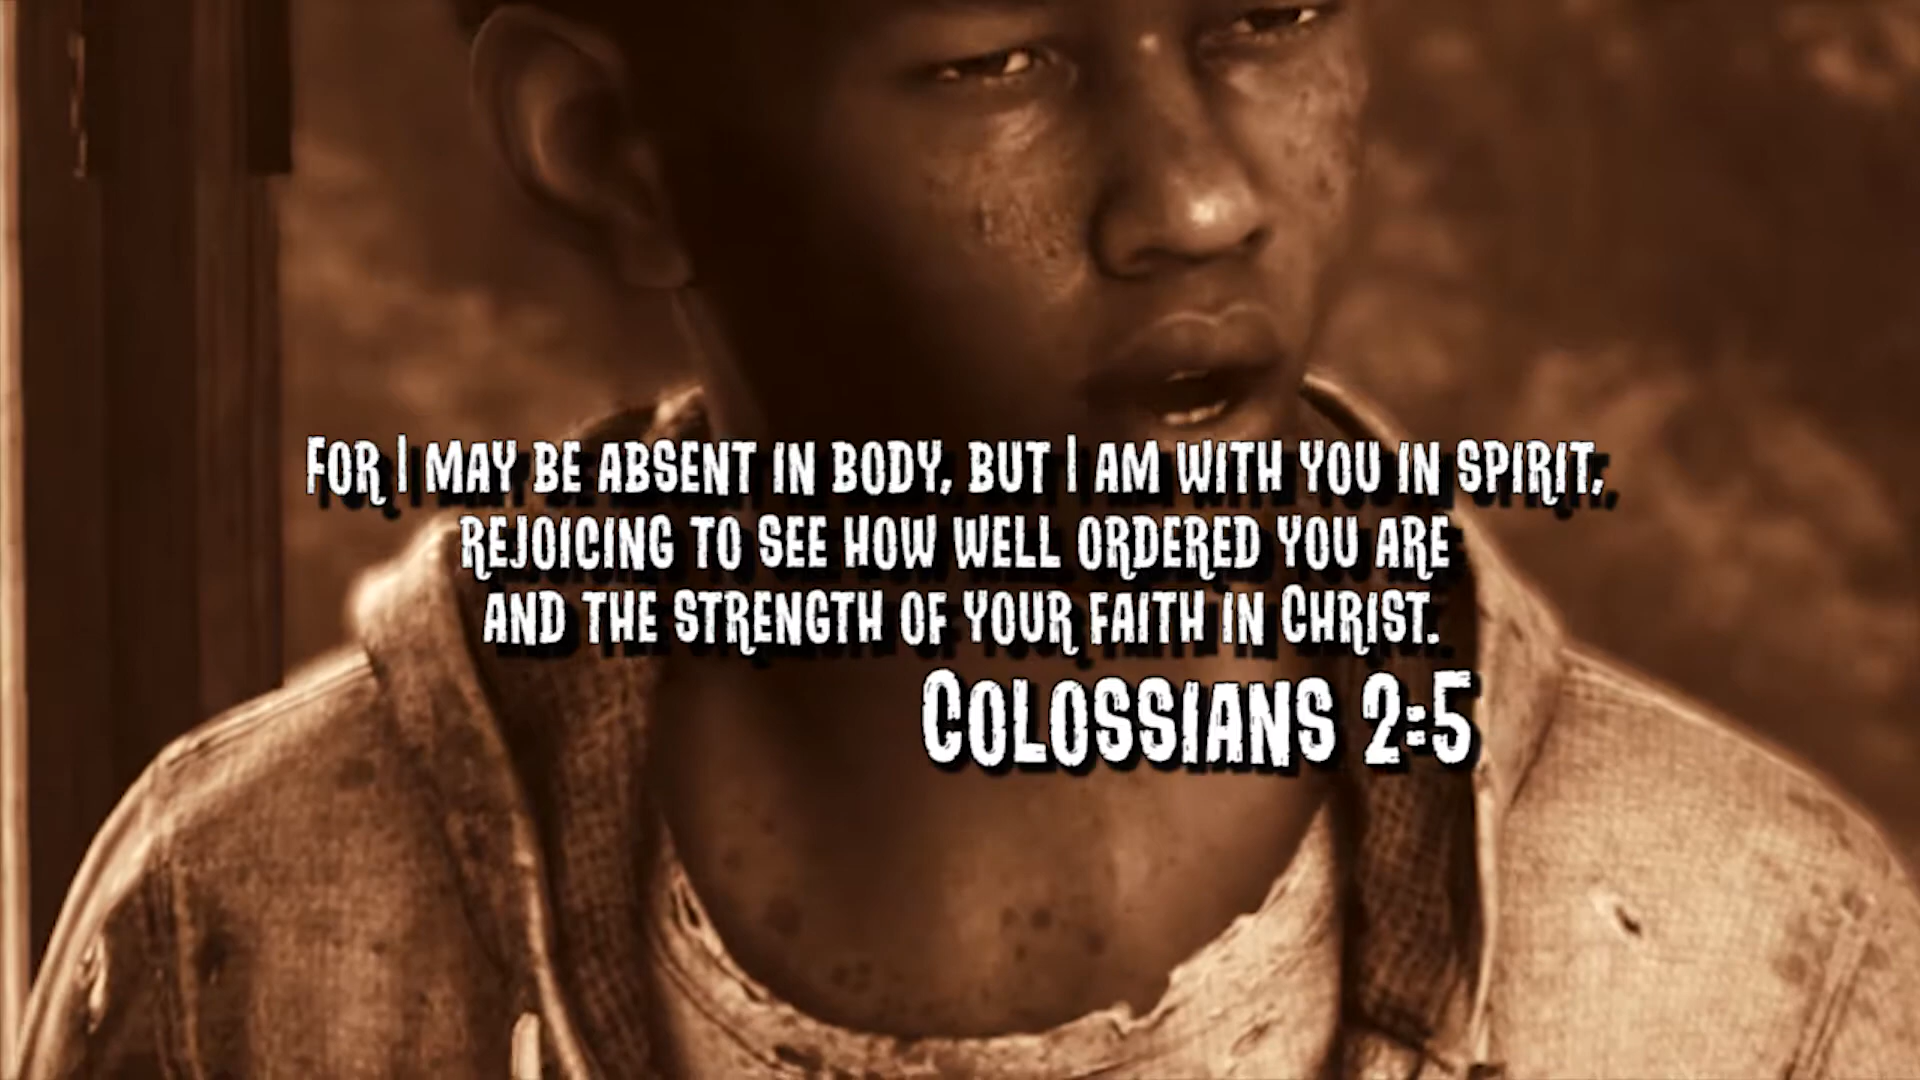 For I may be absent in body, but I am with you in spirit,
rejoicing to see how well ordered you are
and the strength of your faith in Christ.
Colossians 2:5